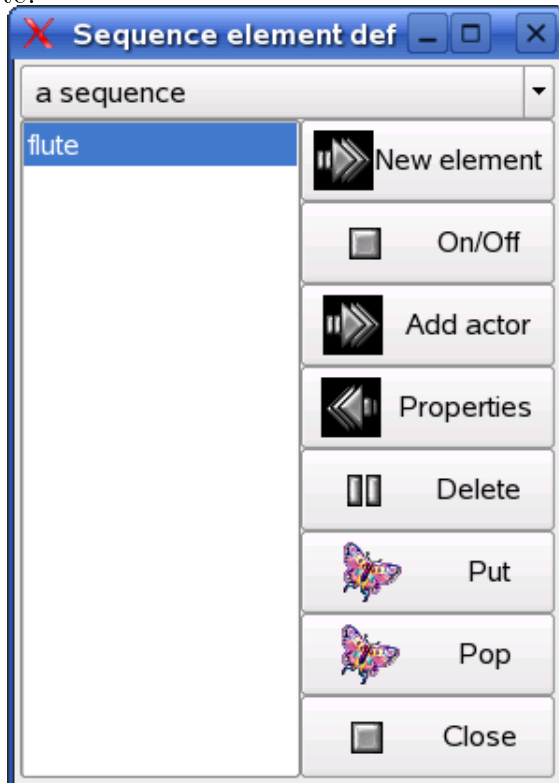 Sequence element def
a sequence
flute
New element
On/Off
Add actor
Properties
Delete
Put
Pop
Close